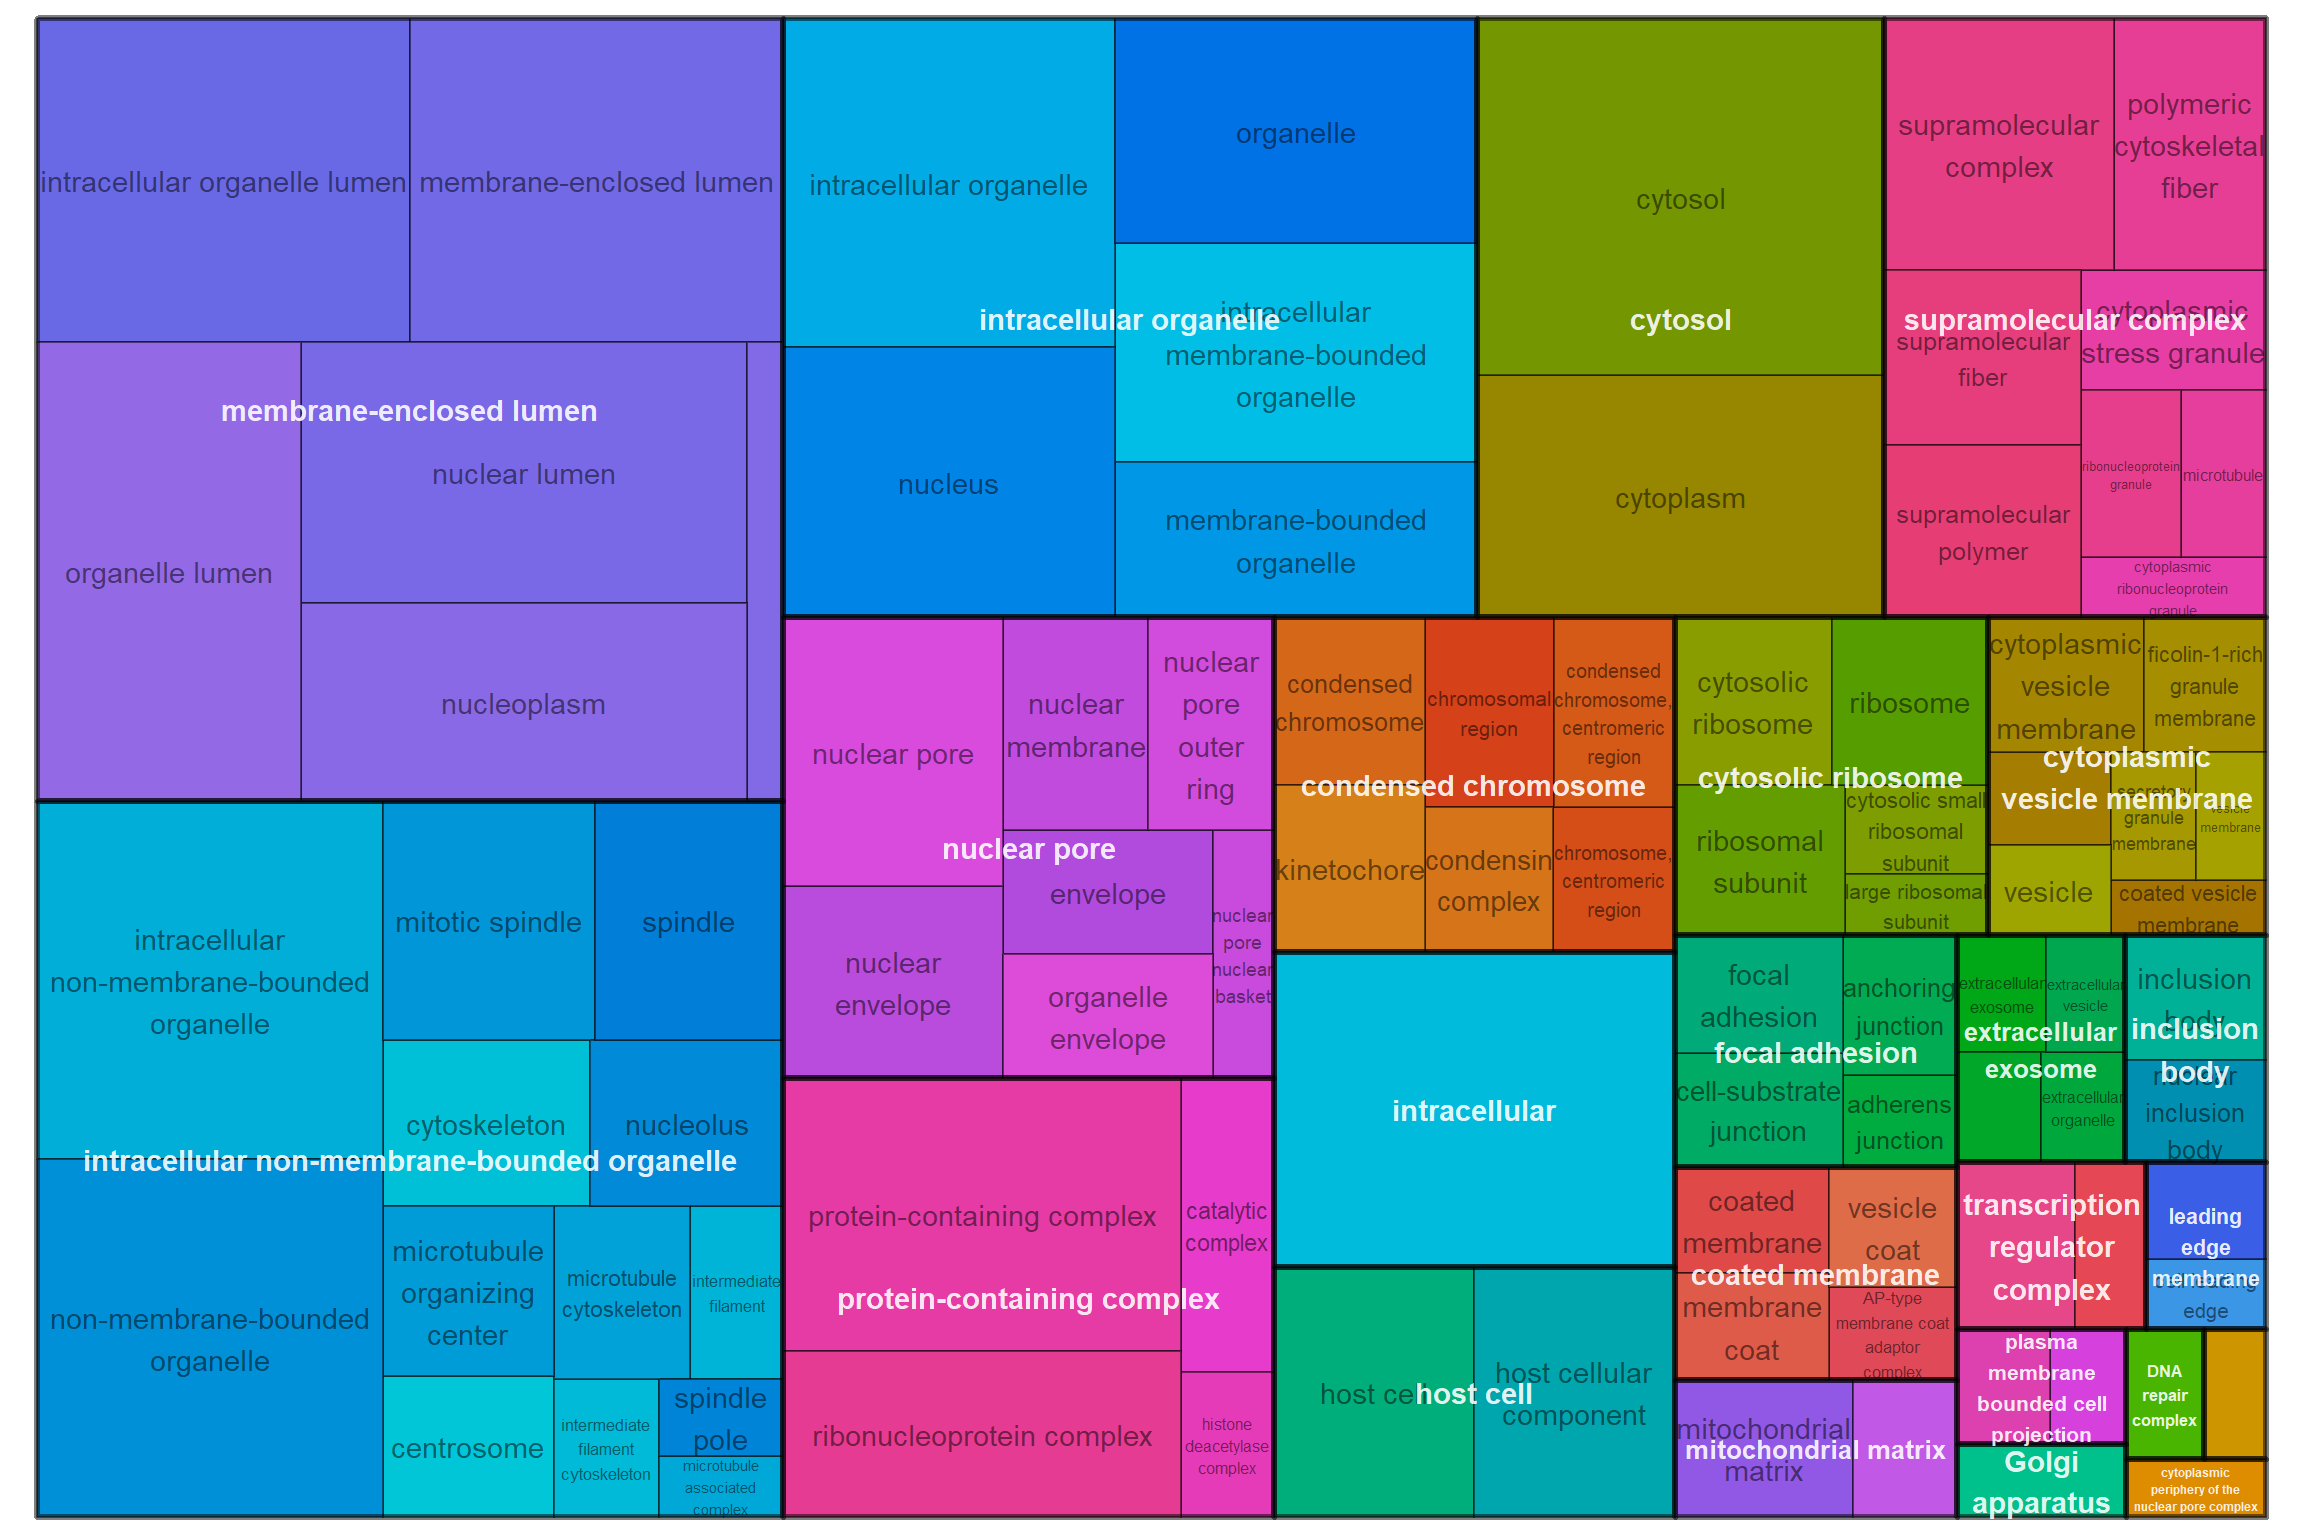 intracellular organelle lumen
membrane-enclosed lumen
organelle lumen
membrane-enclosed lumen
nuclear lumen
nucleoplasm
intracellular organelle
organelle
intracellular organelle
intracellular
membrane-bounded
organelle
nucleus
membrane-bounded
organelle
cytosol
cytosol
cytoplasm
supramolecular
complex
polymeric
cytoskeletal
fiber
supramolecular complex
supramolecular
fiber
cytoplasmic
stress granule
supramolecular
polymer
ribonucleoprotein
granule
microtubule
cytoplasmic
ribonucleoprotein
granule
intracellular
non-membrane-bounded
organelle
mitotic spindle
spindle
cytoskeleton
nucleolus
intracellular non-membrane-bounded organelle
non-membrane-bounded
organelle
microtubule
organizing
center
microtubule
cytoskeleton
intermediate
filament
centrosome
intermediate
filament
cytoskeleton
spindle
pole
microtubule
associated
complex
nuclear pore
nuclear
membrane
nuclear
pore
outer
ring
nuclear pore
envelope
nuclear
envelope
organelle
envelope
nuclear
pore
nuclear
basket
protein-containing complex
catalytic
complex
protein-containing complex
ribonucleoprotein complex
histone
deacetylase
complex
condensed
chromosome
chromosomal
region
condensed
chromosome,
centromeric
region
condensed chromosome
kinetochore
condensin
complex
chromosome,
centromeric
region
intracellular
host cell
host cell
host cellular
component
cytosolic
ribosome
ribosome
cytosolic ribosome
ribosomal
subunit
cytosolic small
ribosomal
subunit
large ribosomal
subunit
cytoplasmic
vesicle
membrane
ficolin-1-rich
granule
membrane
cytoplasmic
vesicle membrane
secretory
granule
membrane
vesicle
membrane
vesicle
coated vesicle
membrane
focal
adhesion
anchoring
junction
focal adhesion
cell-substrate
junction
adherens
junction
extracellular
exosome
extracellular
vesicle
extracellular
exosome
extracellular
organelle
inclusion
body
inclusion
body
nuclear
inclusion
body
coated
membrane
vesicle
coat
coated membrane
membrane
coat
AP-type
membrane coat
adaptor
complex
transcription
regulator
complex
leading
edge
membrane
edge
mitochondrial
matrix
mitochondrial matrix
plasma
membrane
bounded cell
projection
DNA
repair
complex
Golgi
apparatus
cytoplasmic
periphery of the
nuclear pore complex